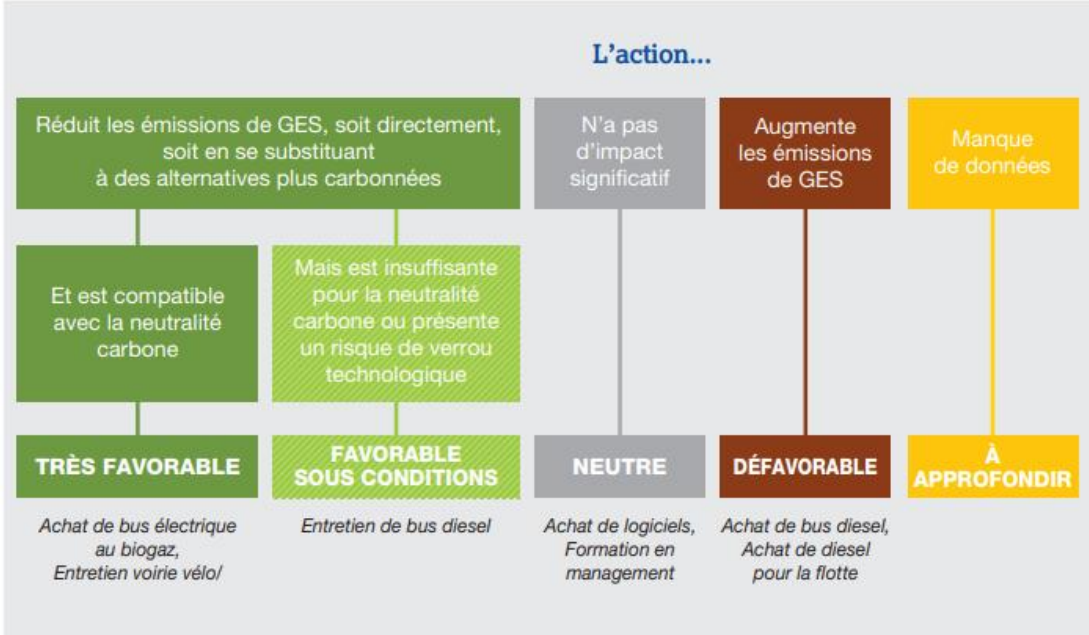 L'action...
Réduit les émissions de GES, soit directement,
soit en se substituant
à des alternatives plus carbonnées
N'a pas
d'impact
significatif
Augmente
les émissions
de GES
Manque
de données
Et est compatible
avec la neutralité
carbone
Mais est insuffisante
pour la neutralité
carbone ou présente
un risque de verrou
technologique
TRÈS FAVORABLE
FAVORABLE
SOUS CONDITIONS
NEUTRE
DÉFAVORABLE
À
APPROFONDIR
Achat de bus électrique
au biogaz,
Entretien voirie vélo/
Entretien de bus diesel
Achat de logiciels,
Formation en
management
Achat de bus diesel,
Achat de diesel
pour la flotte